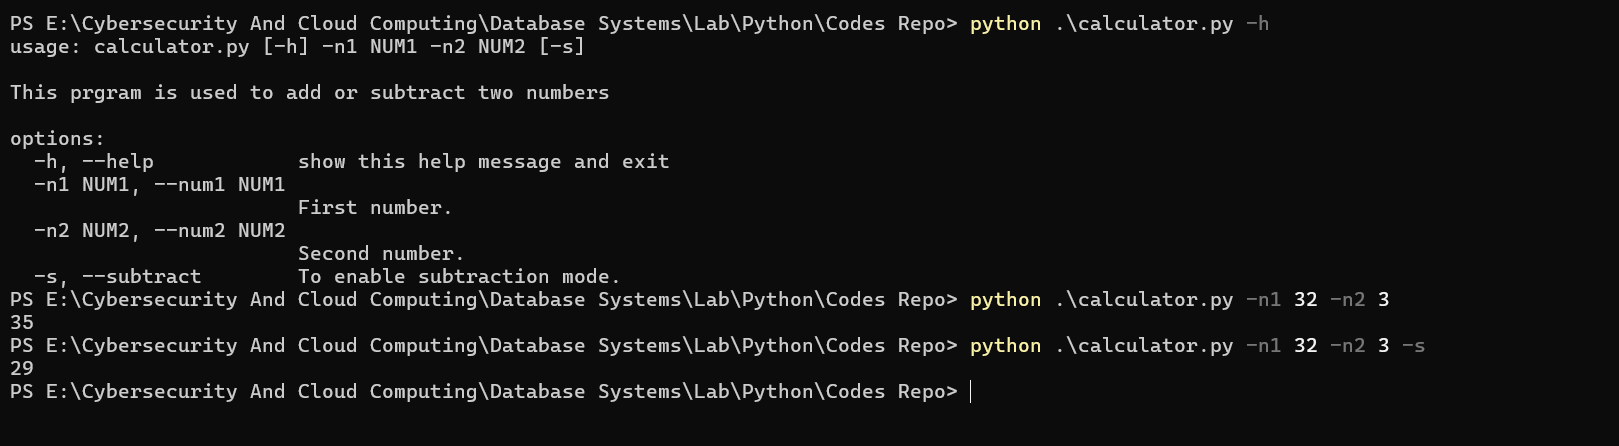 PS E:\Cybersecurity And Cloud Computing\Database Systems\Lab\Python\Codes Repo> python .\calculator.py -h
usage: calculator.py [-h] -n1 NUM1 -n2 NUM2 [-s]
This prgram is used to add or subtract two numbers
options:
-h, --help show this help message and exit
-n1 NUM1, --num1 NUM1
First number.
-n2 NUM2, --num2 NUM2
Second number.
-s, --subtract To enable subtraction mode.
PS E:\Cybersecurity And Cloud Computing\Database Systems\Lab\Python\Codes Repo> python .\calculator.py -n1 32 -n2 3
35
PS E:\Cybersecurity And Cloud Computing\Database Systems\Lab\Python\Codes Repo> python .\calculator.py -n1 32 -n2 3 -s
29
PS E:\Cybersecurity And Cloud Computing\Database Systems\Lab\Python\Codes Repo>